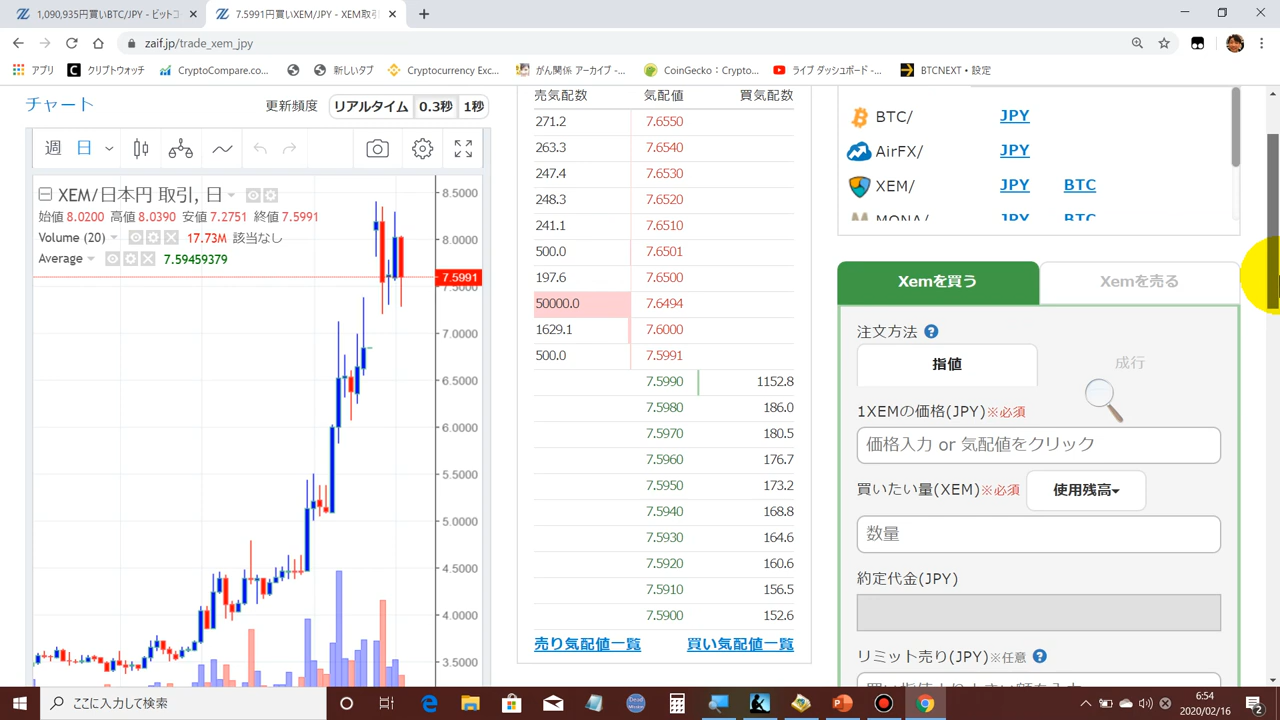 1,090,935円買いBTC/JPY - ビットコ
7.5991円買いXEM/JPY - XEM取引
zaif.jp/trade_xem_jpy
アプリ
クリプトウォッチ
CryptoCompare.co...
新しいタブ
Cryptocurrency Exc...
がん関係 アーカイブ -...
CoinGecko：Crypto...
ライブ ダッシュボード -...
BTCNEXT・設定
チャート
更新頻度
リアルタイム 0.3秒 1秒
週 日
XEM/日本円 取引, 日
始値 8.0200 高値 8.0390 安値 7.2751 終値 7.5991
Volume (20) 17.73M 該当なし
Average 7.59459379
8.5000
8.0000
7.5991
7.5000
7.0000
6.5000
6.0000
5.5000
5.0000
4.5000
4.0000
3.5000
売気配数 気配値 買気配数
271.2 7.6550
263.3 7.6540
247.4 7.6530
248.3 7.6520
241.1 7.6510
500.0 7.6501
197.6 7.6500
50000.0 7.6494
1629.1 7.6000
500.0 7.5991
7.5990 1152.8
7.5980 186.0
7.5970 180.5
7.5960 176.7
7.5950 173.2
7.5940 168.8
7.5930 164.6
7.5920 160.6
7.5910 156.5
7.5900 152.6
売り気配値一覧 買い気配値一覧
BTC/ JPY
AirFX/ JPY
XEM/ JPY BTC
MONA/ JPY BTC
Xemを買う Xemを売る
注文方法
指値 成行
1XEMの価格(JPY)※必須
価格入力 or 気配値をクリック
買いたい量(XEM)※必須 使用残高
数量
約定代金(JPY)
リミット売り(JPY)※任意
ここに入力して検索
6:54
2020/02/16
2